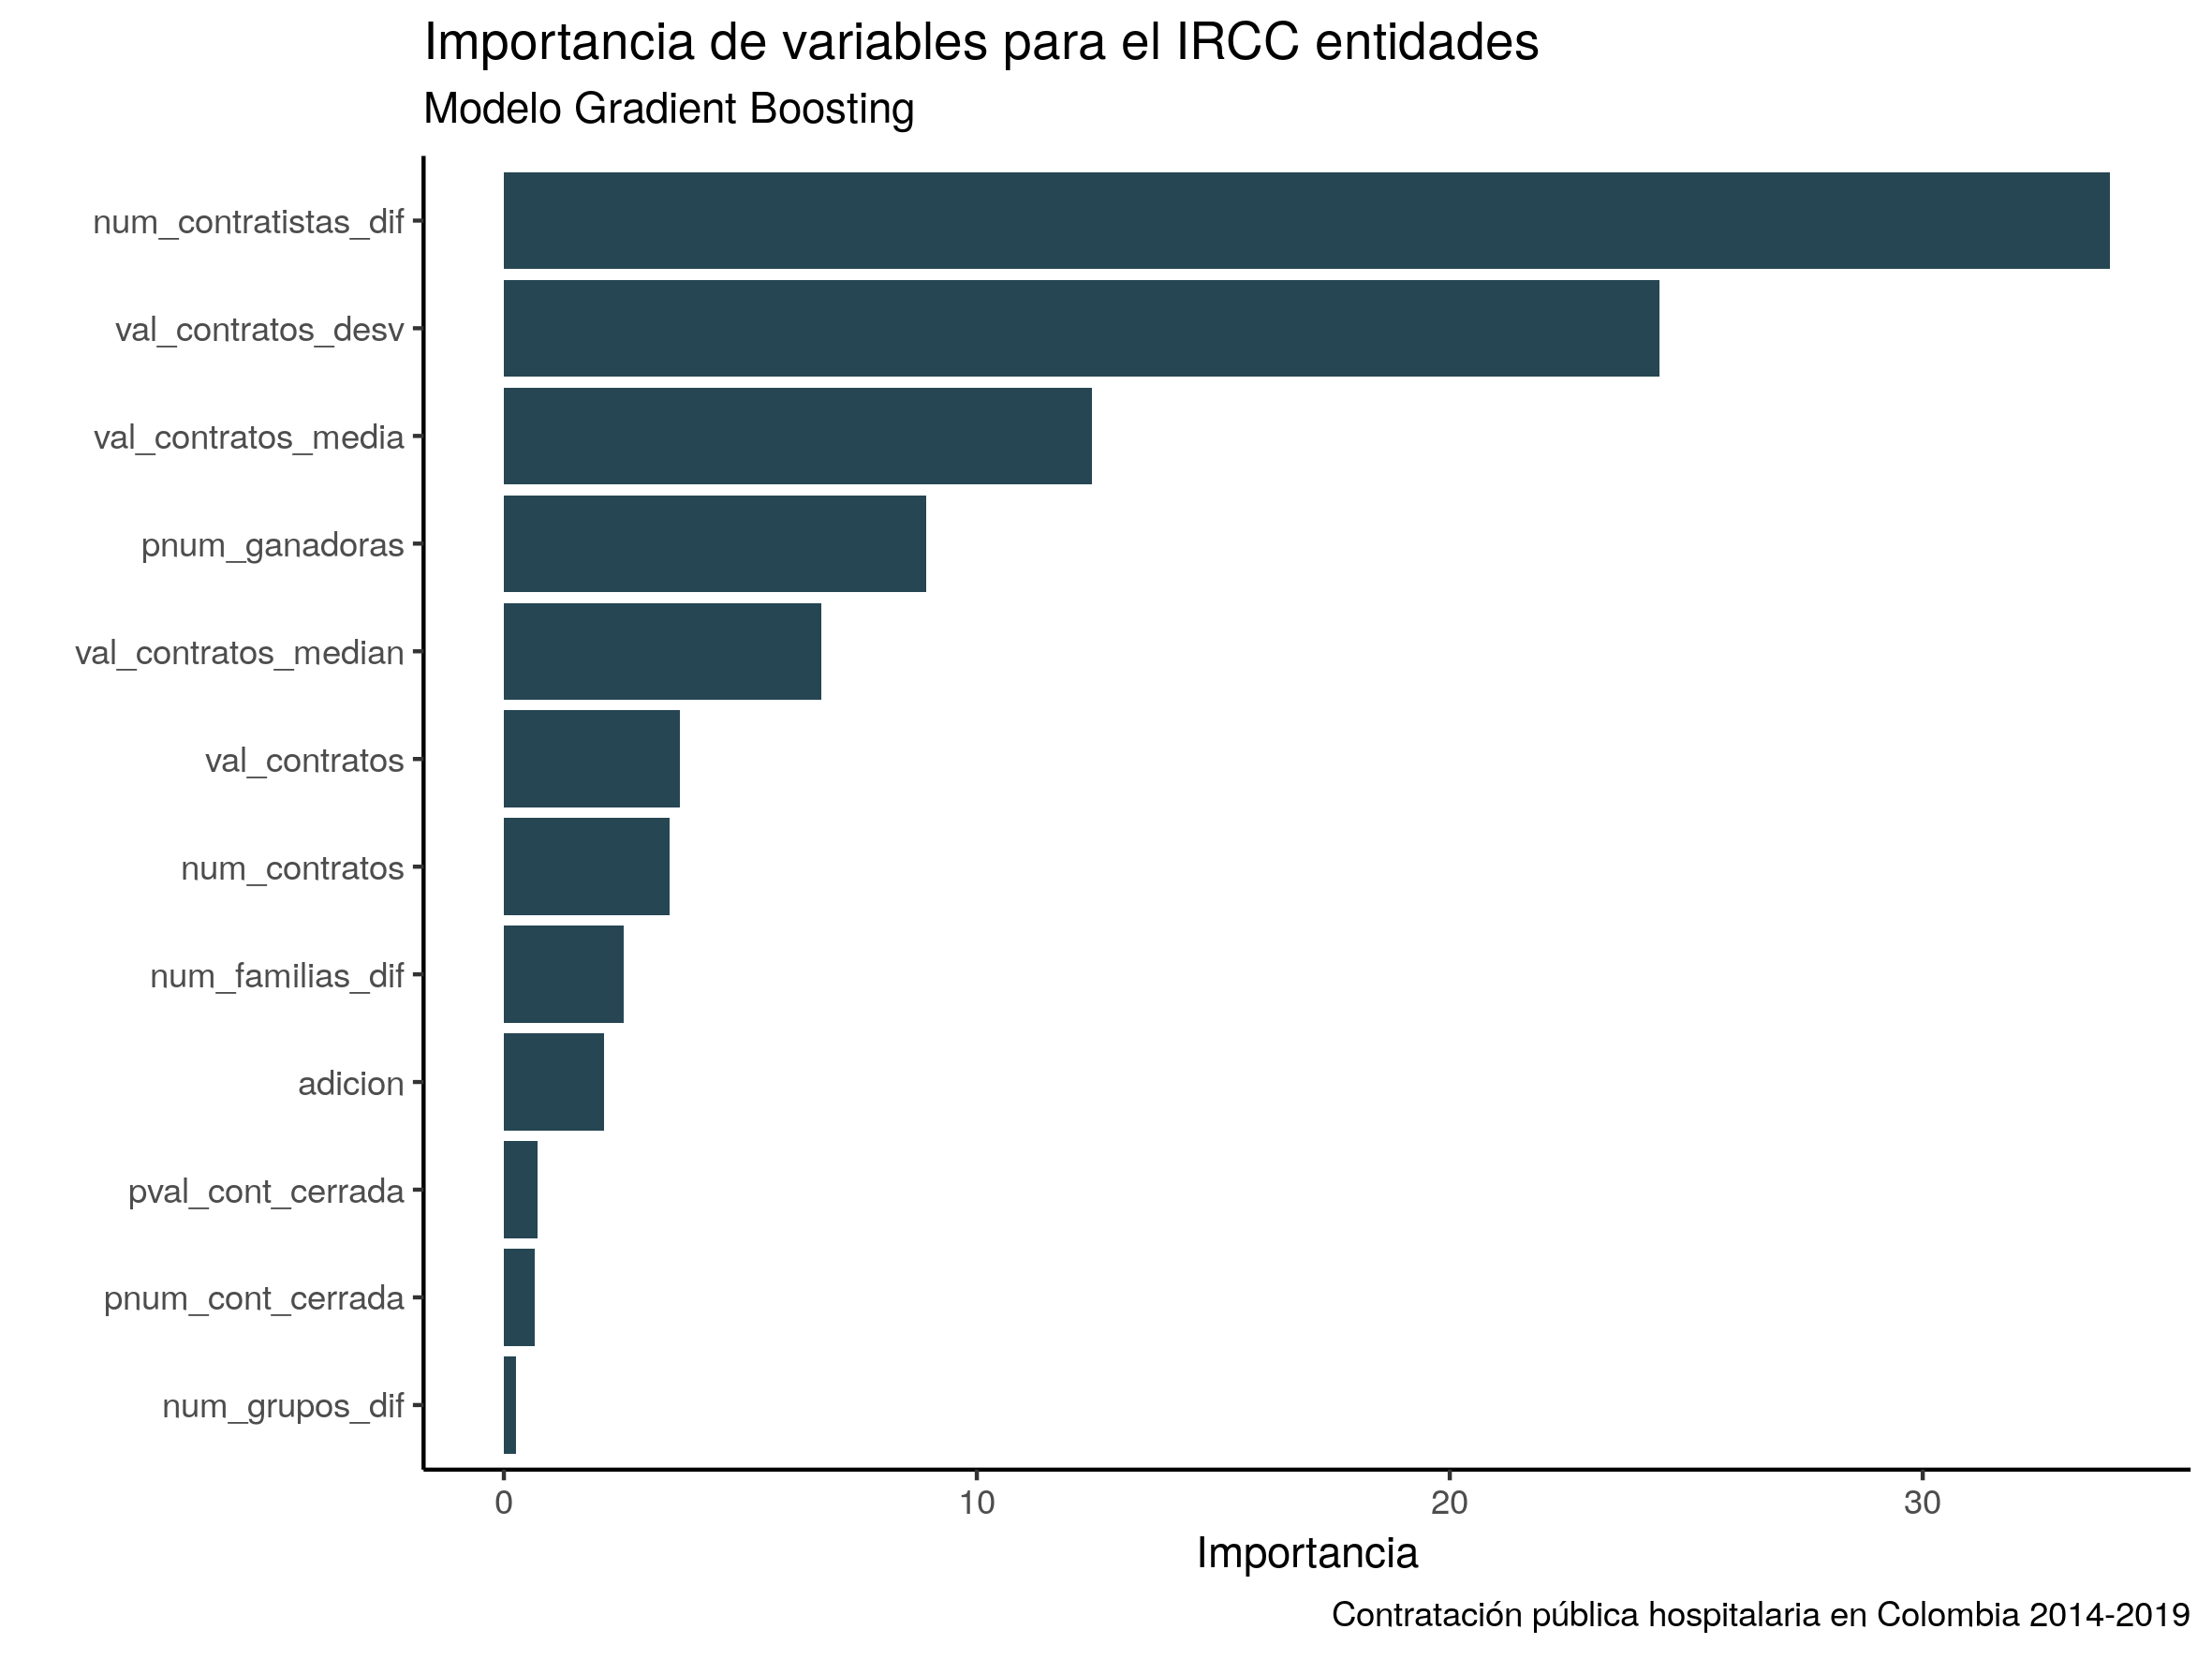 Importancia de variables para el IRCC entidades
Modelo Gradient Boosting
num_contratistas_dif
val_contratos_desv
val_contratos_media
pnum_ganadoras
val_contratos_median
val_contratos
num_contratos
num_familias_dif
adicion
pval_cont_cerrada
pnum_cont_cerrada
num_grupos_dif
0 10 20 30
Importancia
Contratación pública hospitalaria en Colombia 2014-2019